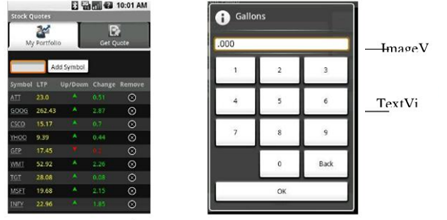 10:01 AM
Stock Quotes
My Portfolio Get Quote
Add Symbol
Symbol LTP Up/Down Change Remove
ATT 23.0 0.51
GOOG 262.43 2.87
CSCO 15.17 0.7
YHOO 9.39 0.44
GEP 17.45
WMT 52.92 2.26
TGT 28.08 0.08
MSFT 19.68 2.15
INFY 22.96 1.85
Gallons
.000
1 2 3
4 5 6
7 8 9
0 Back
OK
ImageV
TextVi